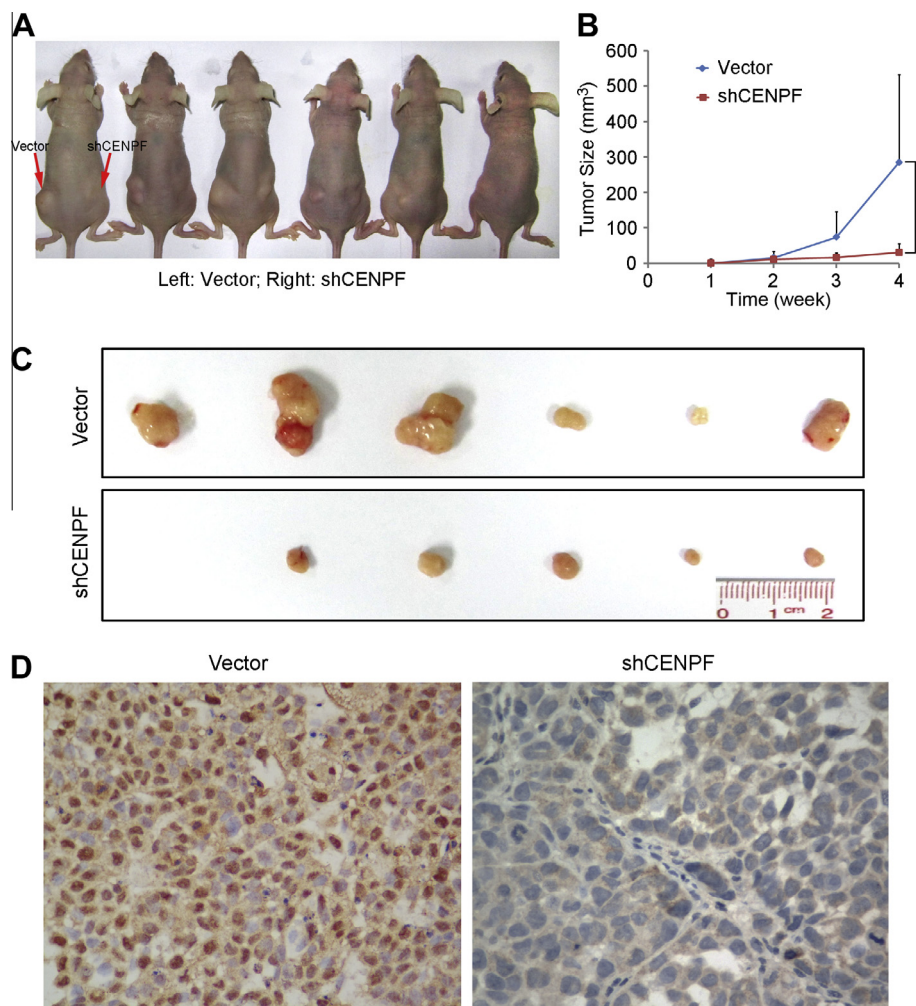 A
Vector
shCENPF
Left: Vector; Right: shCENPF
B
Tumor Size (mm3)
600
500
400
300
200
100
0
0
1
2
3
4
Time (week)
Vector
shCENPF
C
Vector
shCENPF
0 1 cm 2
D
Vector
shCENPF